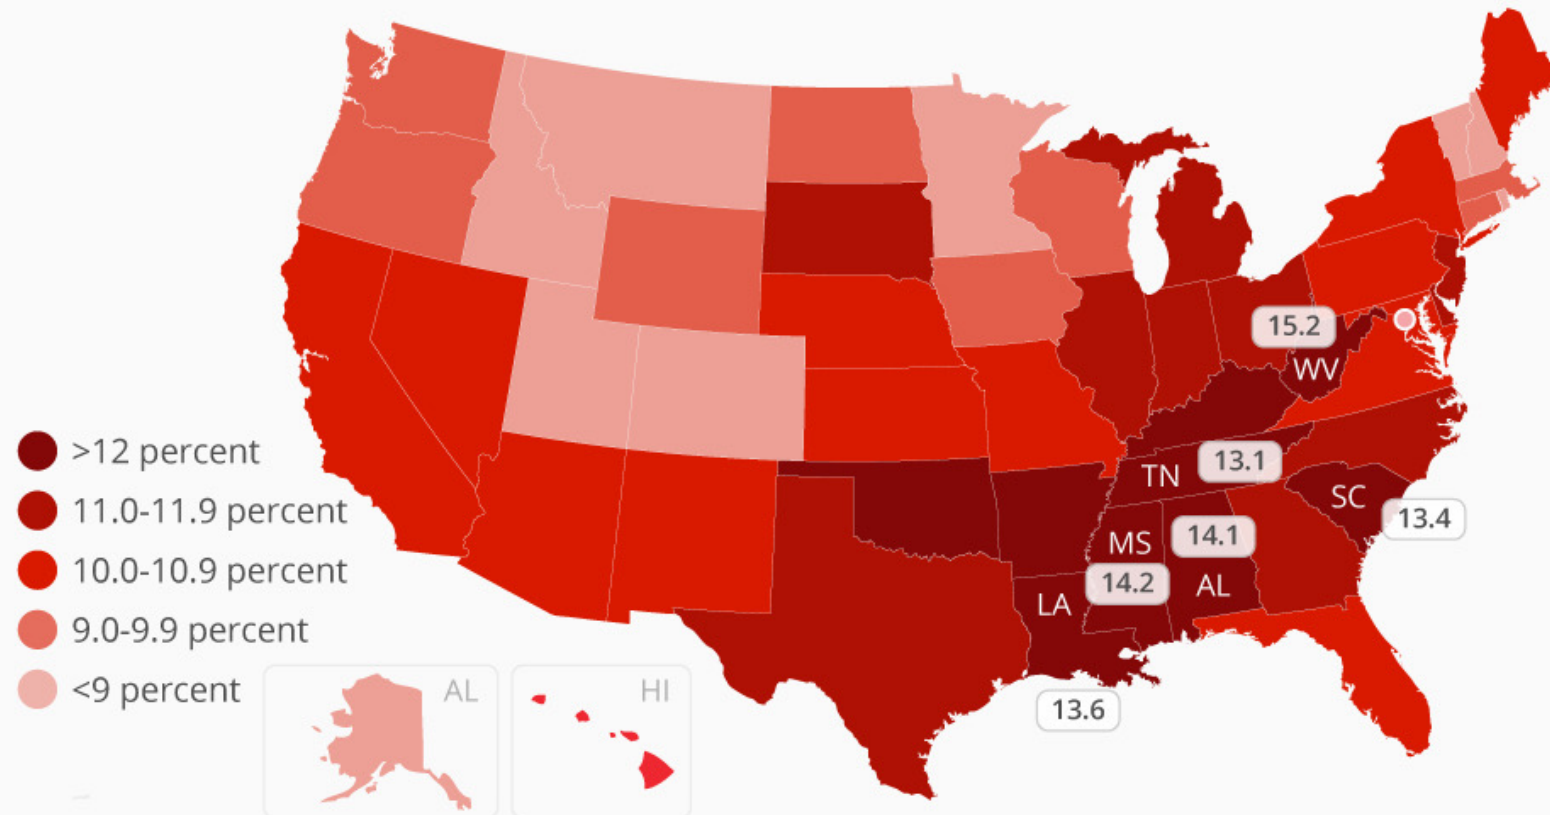 15.2
WV
>12 percent
TN
13.1
11.0-11.9 percent
SC
13.4
MS
14.1
10.0-10.9 percent
14.2
AL
LA
9.0-9.9 percent
<9 percent
AL
HI
13.6